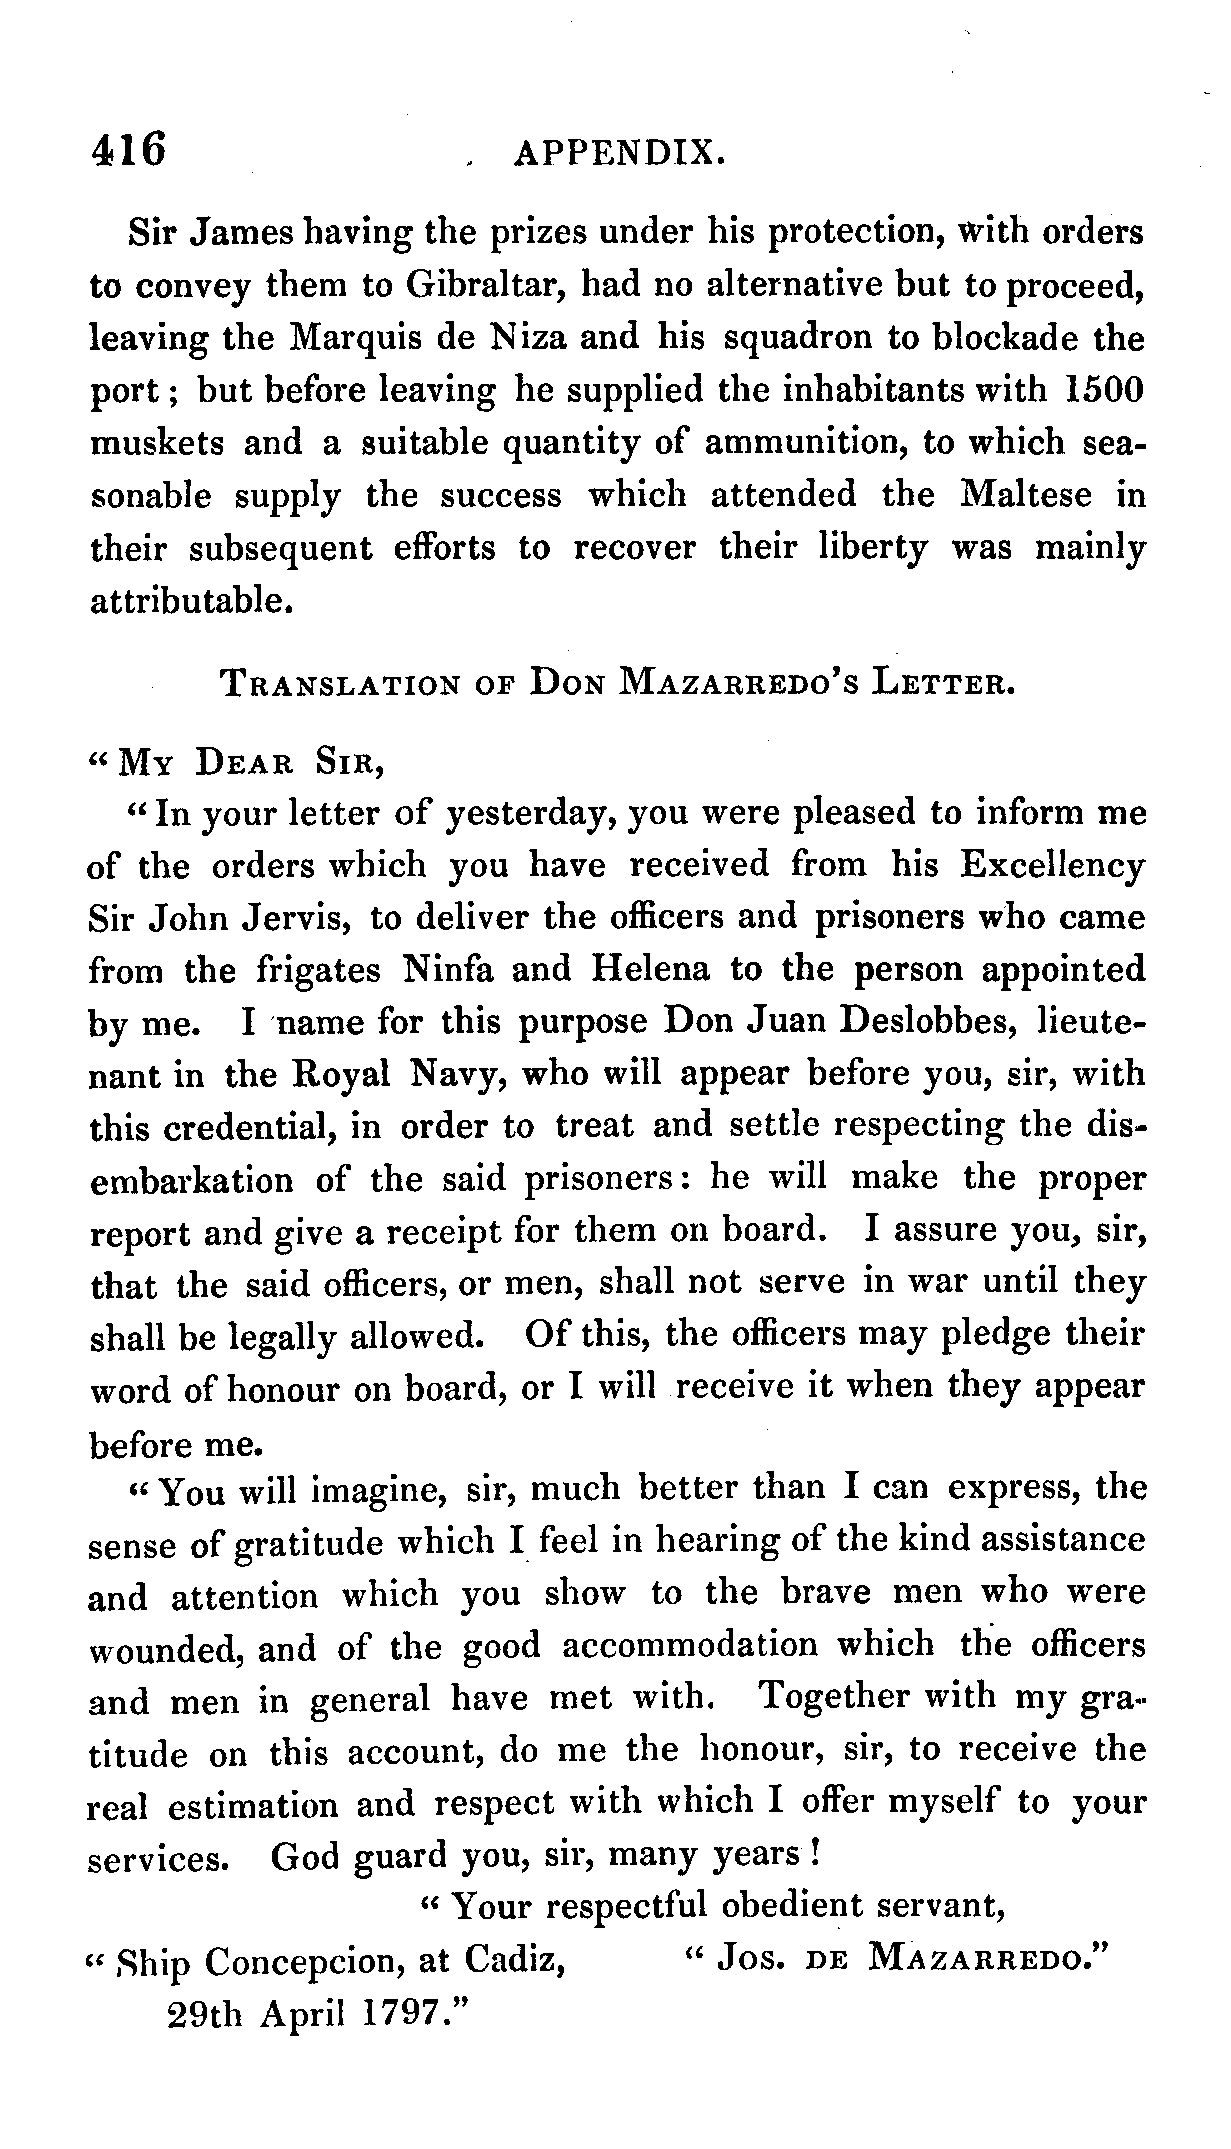 416 APPENDIX.
Sir James having the prizes under his protection, with orders
to convey them to Gibraltar, had no alternative but to proceed,
leaving the Marquis de Niza and his squadron to blockade the
port ; but before leaving he supplied the inhabitants with 1500
muskets and a suitable quantity of ammunition, to which sea-
sonable supply the success which attended the Maltese in
their subsequent efforts to recover their liberty was mainly
attributable.
TRANSLATION OF DON MAZARREDO'S LETTER.
“ MY DEAR SIR,
“ In your letter of yesterday, you were pleased to inform me
of the orders which you have received from his Excellency
Sir John Jervis, to deliver the officers and prisoners who came
from the frigates Ninfa and Helena to the person appointed
by me. I name for this purpose Don Juan Deslobbes, lieute-
nant in the Royal Navy, who will appear before you, sir, with
this credential, in order to treat and settle respecting the dis-
embarkation of the said prisoners : he will make the proper
report and give a receipt for them on board. I assure you, sir,
that the said officers, or men, shall not serve in war until they
shall be legally allowed. Of this, the officers may pledge their
word of honour on board, or I will receive it when they appear
before me.
“ You will imagine, sir, much better than I can express, the
sense of gratitude which I feel in hearing of the kind assistance
and attention which you show to the brave men who were
wounded, and of the good accommodation which the officers
and men in general have met with. Together with my gra-
titude on this account, do me the honour, sir, to receive the
real estimation and respect with which I offer myself to your
services. God guard you, sir, many years !
“ Your respectful obedient servant,
“ Ship Concepcion, at Cadiz, “ JOS. DE MAZARREDO.”
29th April 1797.”